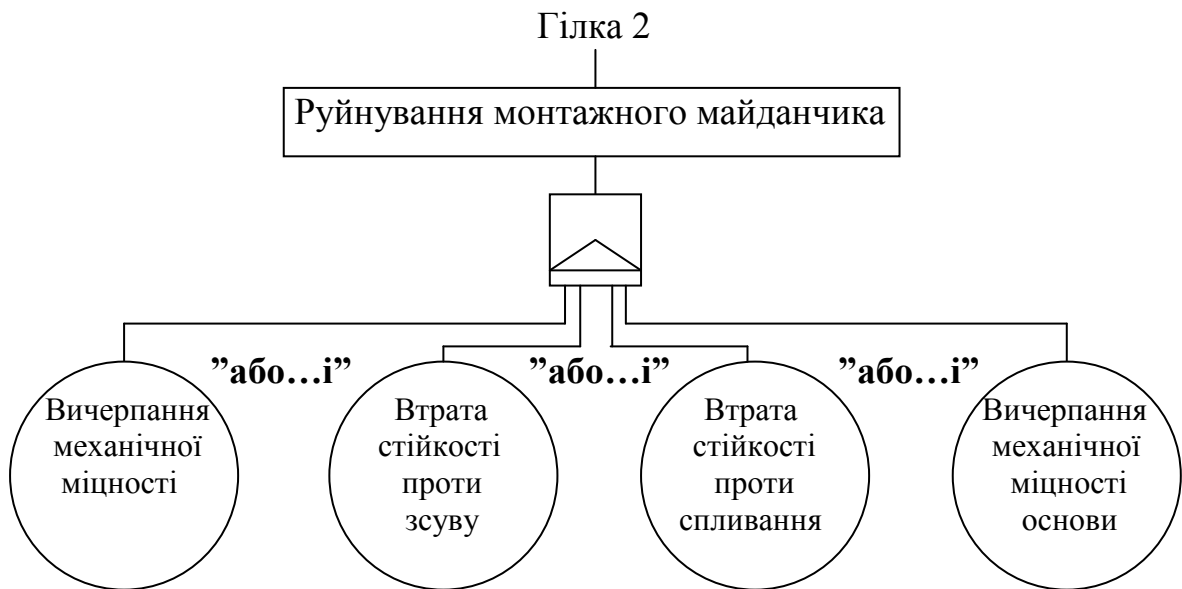 Гілка 2
Руйнування монтажного майданчика
”або…і”
”або…і”
”або…і”
Вичерпання
механічної
міцності
Втрата
стійкості
проти
зсуву
Втрата
стійкості
проти
спливання
Вичерпання
механічної
міцності
основи